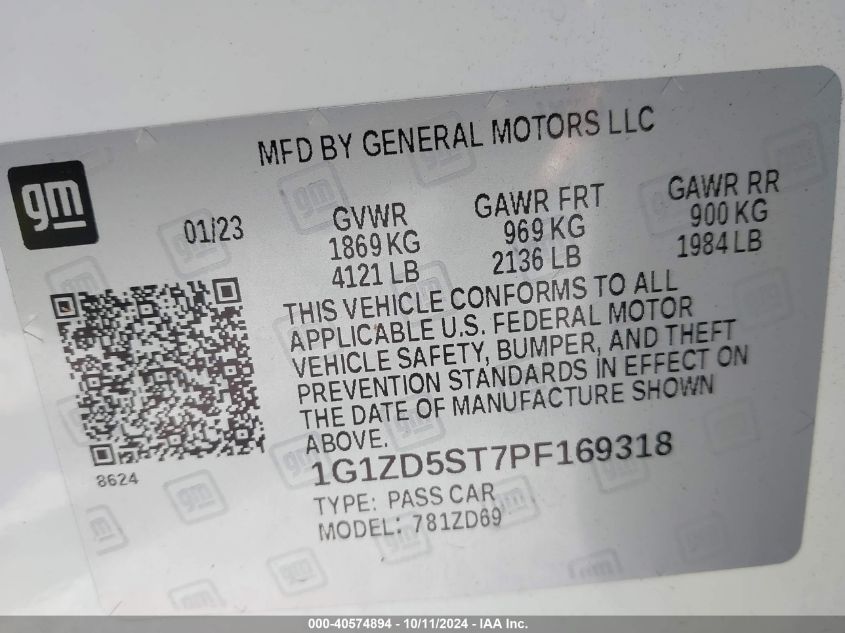 MFD BY GENERAL MOTORS LLC
gm
01/23
GVWR
1869 KG
4121 LB
GAWR FRT
969 KG
2136 LB
GAWR RR
900 KG
1984 LB
THIS VEHICLE CONFORMS TO ALL
APPLICABLE U.S. FEDERAL MOTOR
VEHICLE SAFETY, BUMPER, AND THEFT
PREVENTION STANDARDS IN EFFECT ON
THE DATE OF MANUFACTURE SHOWN
ABOVE.
8624
1G1ZD5ST7PF169318
TYPE: PASS CAR
MODEL: 781ZD69
000-40574894 - 10/11/2024 - IAA Inc.